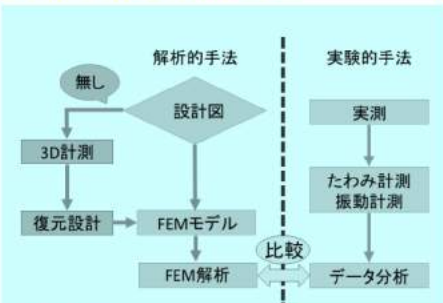 解析的手法
実験的手法
無し
設計図
実測
3D計測
たわみ計測
振動計測
復元設計
FEMモデル
比較
FEM解析
データ分析